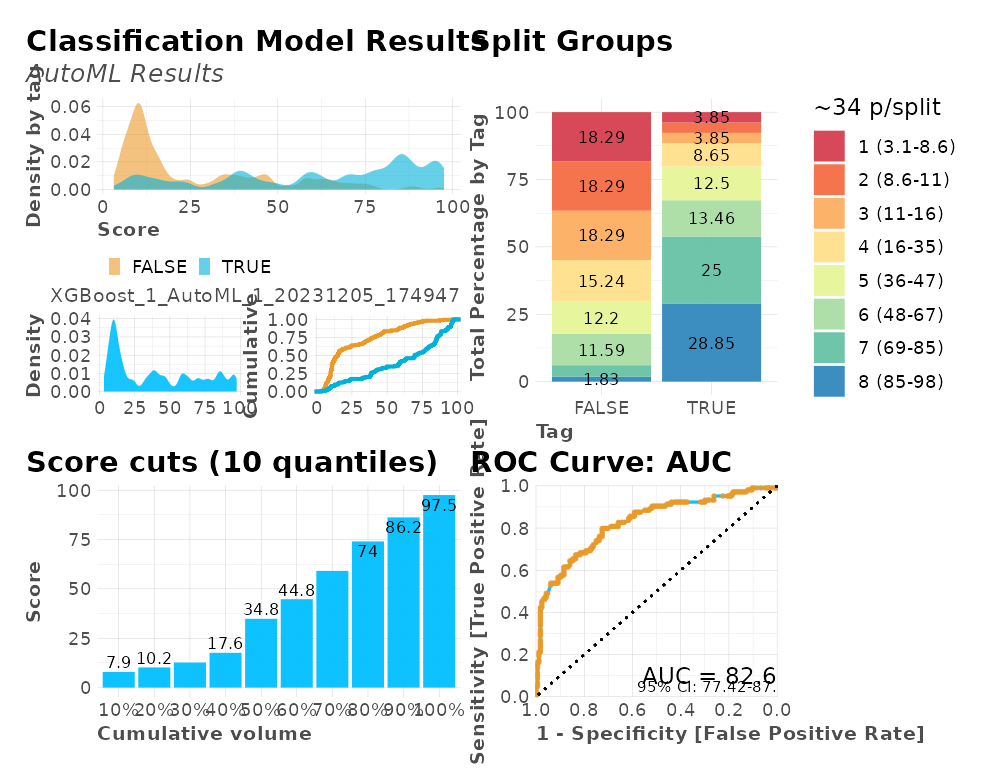 Classification Model Results
AutoML Results
Density by tag
0.06
0.04
0.02
0.00
0 25 50 75 100
Score
FALSE TRUE
XGBoost_1_AutoML_1_20231205_174947
Density
0.04
0.03
0.02
0.01
0.00
0 25 50 75 100
Cumulative
1.00
0.75
0.50
0.25
0.00
0 25 50 75 100
Split Groups
Total Percentage by Tag
100
75
50
25
0
18.29
18.29
18.29
15.24
12.2
11.59
1.83
3.85
3.85
8.65
12.5
13.46
25
28.85
FALSE TRUE
Tag
~34 p/split
1 (3.1-8.6)
2 (8.6-11)
3 (11-16)
4 (16-35)
5 (36-47)
6 (48-67)
7 (69-85)
8 (85-98)
Score cuts (10 quantiles)
Score
100
75
50
25
0
7.9 10.2 17.6 34.8 44.8 74 86.2 97.5
10% 20% 30% 40% 50% 60% 70% 80% 90% 100%
Cumulative volume
ROC Curve: AUC
Sensitivity [True Positive Rate]
1.0
0.8
0.6
0.4
0.2
0.0
AUC = 82.6
95% CI: 77.42-87.
1.0 0.8 0.6 0.4 0.2 0.0
1 - Specificity [False Positive Rate]